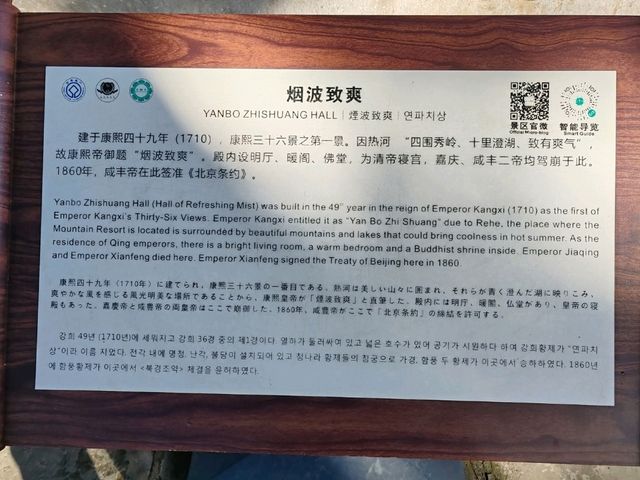 烟波致爽
YANBO ZHISHUANG HALL | 煙波致爽 | 연파치상
景区官微
Official Micro-blog
智能导览
Smart Guide
建于康熙四十九年（1710），康熙三十六景之第一景。因热河 “四围秀岭、十里澄湖、致有爽气”，
故康熙帝御题“烟波致爽”。殿内设明厅、暖阁、佛堂，为清帝寝宫，嘉庆、咸丰二帝均驾崩于此。
1860年，咸丰帝在此签准《北京条约》。
Yanbo Zhishuang Hall (Hall of Refreshing Mist) was built in the 49th year in the reign of Emperor Kangxi (1710) as the first of
Emperor Kangxi's Thirty-Six Views. Emperor Kangxi entitled it as "Yan Bo Zhi Shuang" due to Rehe, the place where the
Mountain Resort is located is surrounded by beautiful mountains and lakes that could bring coolness in hot summer. As the
residence of Qing emperors, there is a bright living room, a warm bedroom and a Buddhist shrine inside. Emperor Jiaqing
and Emperor Xianfeng died here. Emperor Xianfeng signed the Treaty of Beijing here in 1860.
康熙四十九年（1710年）に建てられ、康熙三十六景の一番目である。熱河は美しい山々に囲まれ、それらが青く澄んだ湖に映りこみ、
爽やかな風を感じる風光明美な場所であることから、康熙皇帝が「煙波致爽」と直筆した。殿内には明庁、暖閣、仏堂があり、皇帝の寝
殿もあった。嘉慶帝と咸豊帝の両皇帝はここで崩御した。1860年、咸豊帝がここで「北京条約」の締結を許可する。
강희 49년 (1710년)에 세워지고 강희 36경 중의 제1경이다. 열하가 둘러싸여 있고 넓은 호수가 있어 공기가 시원하다 하여 강희황제가 “연파치
상”이라 이름 지었다. 전각 내에 명청, 난각, 불당이 설치되어 있고 청나라 황제들의 침궁으로 가경, 함풍 두 황제가 이곳에서 승하하였다. 1860년
에 함풍황제가 이곳에서 <북경조약> 체결을 윤허하였다.